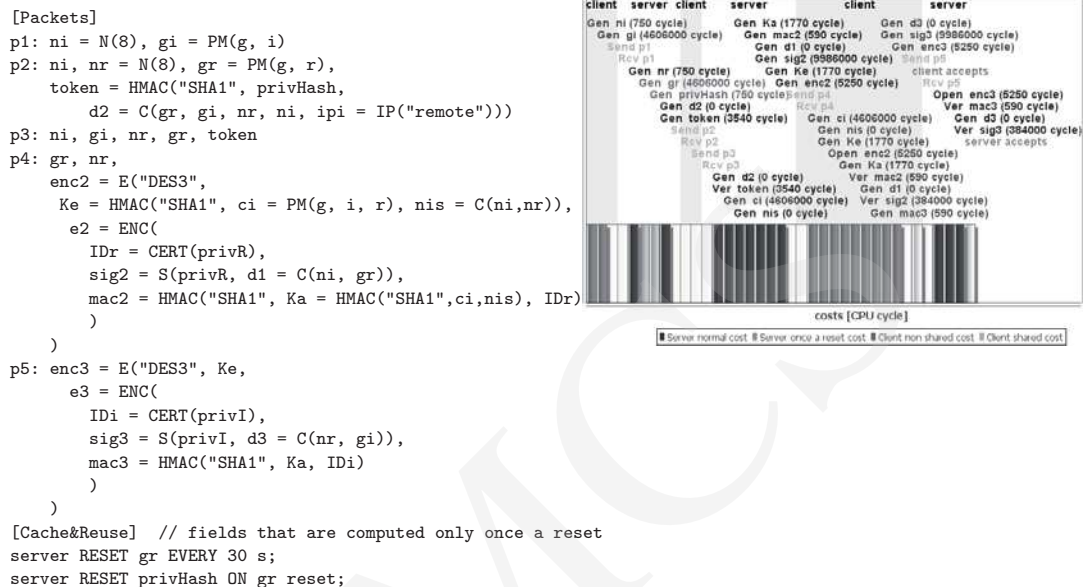 [Packets]
p1: ni = N(8), gi = PM(g, i)
p2: ni, nr = N(8), gr = PM(g, r),
token = HMAC("SHA1", privHash,
d2 = C(gr, gi, nr, ni, ipi = IP("remote")))
p3: ni, gi, nr, gr, token
p4: gr, nr,
enc2 = E("DES3",
Ke = HMAC("SHA1", ci = PM(g, i, r), nis = C(ni,nr)),
e2 = ENC(
IDr = CERT(privR),
sig2 = S(privR, d1 = C(ni, gr)),
mac2 = HMAC("SHA1", Ka = HMAC("SHA1",ci,nis), IDr)
)
)
p5: enc3 = E("DES3", Ke,
e3 = ENC(
IDi = CERT(privI),
sig3 = S(privI, d3 = C(nr, gi)),
mac3 = HMAC("SHA1", Ka, IDi)
)
)
[Cache&Reuse] // fields that are computed only once a reset
server RESET gr EVERY 30 s;
server RESET privHash ON gr reset;
client server client server client server
Gen ni (750 cycle) Gen Ka (1770 cycle) Gen d3 (0 cycle)
Gen gi (4606000 cycle) Gen mac2 (590 cycle) Gen sig3 (9986000 cycle)
Send p1 Gen d1 (0 cycle) Gen enc3 (5250 cycle)
Rcv p1 Gen sig2 (9986000 cycle) Send p5
Gen nr (750 cycle) Gen Ke (1770 cycle) client accepts
Gen gr (4606000 cycle) Gen enc2 (5250 cycle) Rcv p5
Gen privHash (750 cycle) Send p4 Open enc3 (5250 cycle)
Gen d2 (0 cycle) Rcv p4 Ver mac3 (590 cycle)
Gen token (3540 cycle) Gen ci (4606000 cycle) Gen d3 (0 cycle)
Send p2 Gen nis (0 cycle) Ver sig3 (384000 cycle)
Rcv p2 Gen Ke (1770 cycle) server accepts
Send p3 Open enc2 (5250 cycle)
Rcv p3 Gen Ka (1770 cycle)
Gen d2 (0 cycle) Ver mac2 (590 cycle)
Ver token (3540 cycle) Gen d1 (0 cycle)
Gen ci (4606000 cycle) Ver sig2 (384000 cycle)
Gen nis (0 cycle) Gen mac3 (590 cycle)
costs [CPU cycle]
Server normal cost Server once a reset cost Client non shared cost Client shared cost
MCS